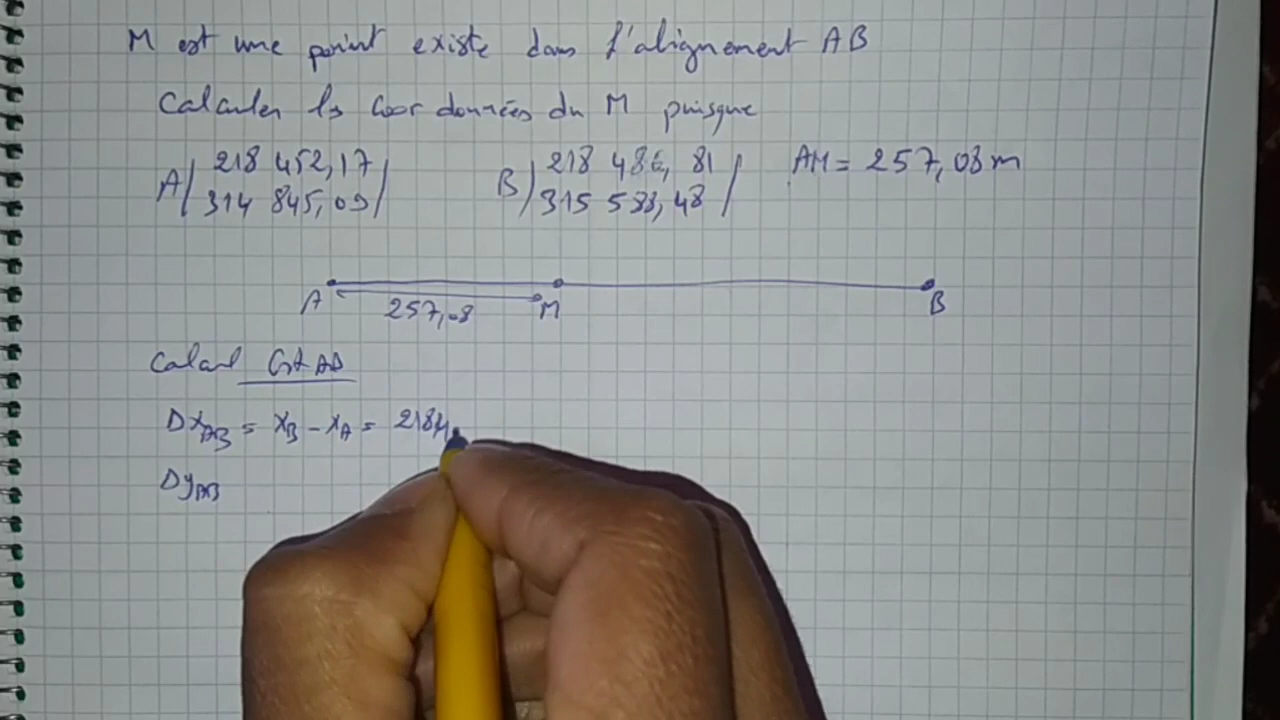 M est une point existe dans l'alignement AB
Calculer ls Coordonnées du M puisque
A/ 218 452,17 / B/ 218 486, 81 / AM = 257,08 m
314 845,09 315 538,48
A 257,08 M B
Calcul Gt AB
DxAB = xB - xA = 2184
DyAB